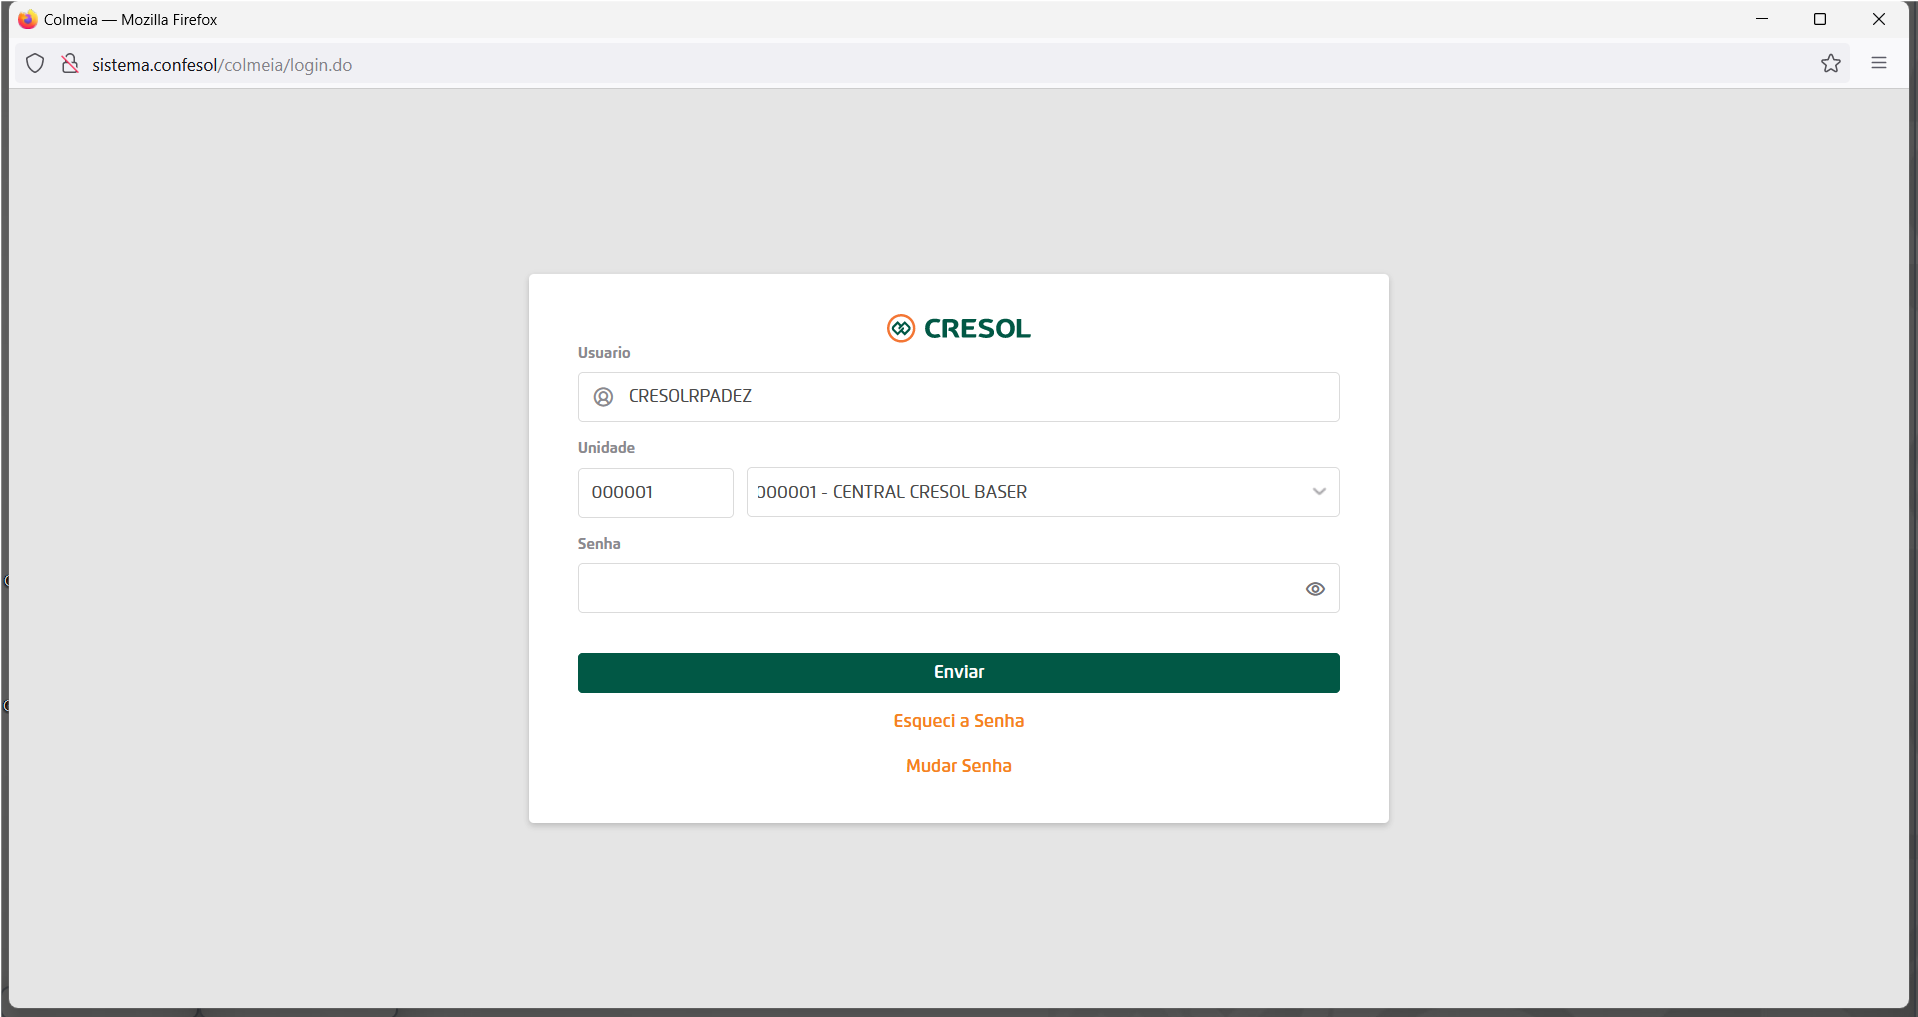 Colmeia — Mozilla Firefox
sistema.confesol/colmeia/login.do
CRESOL
Usuario
CRESOLRPADEZ
Unidade
000001
000001 - CENTRAL CRESOL BASER
Senha
Enviar
Esqueci a Senha
Mudar Senha